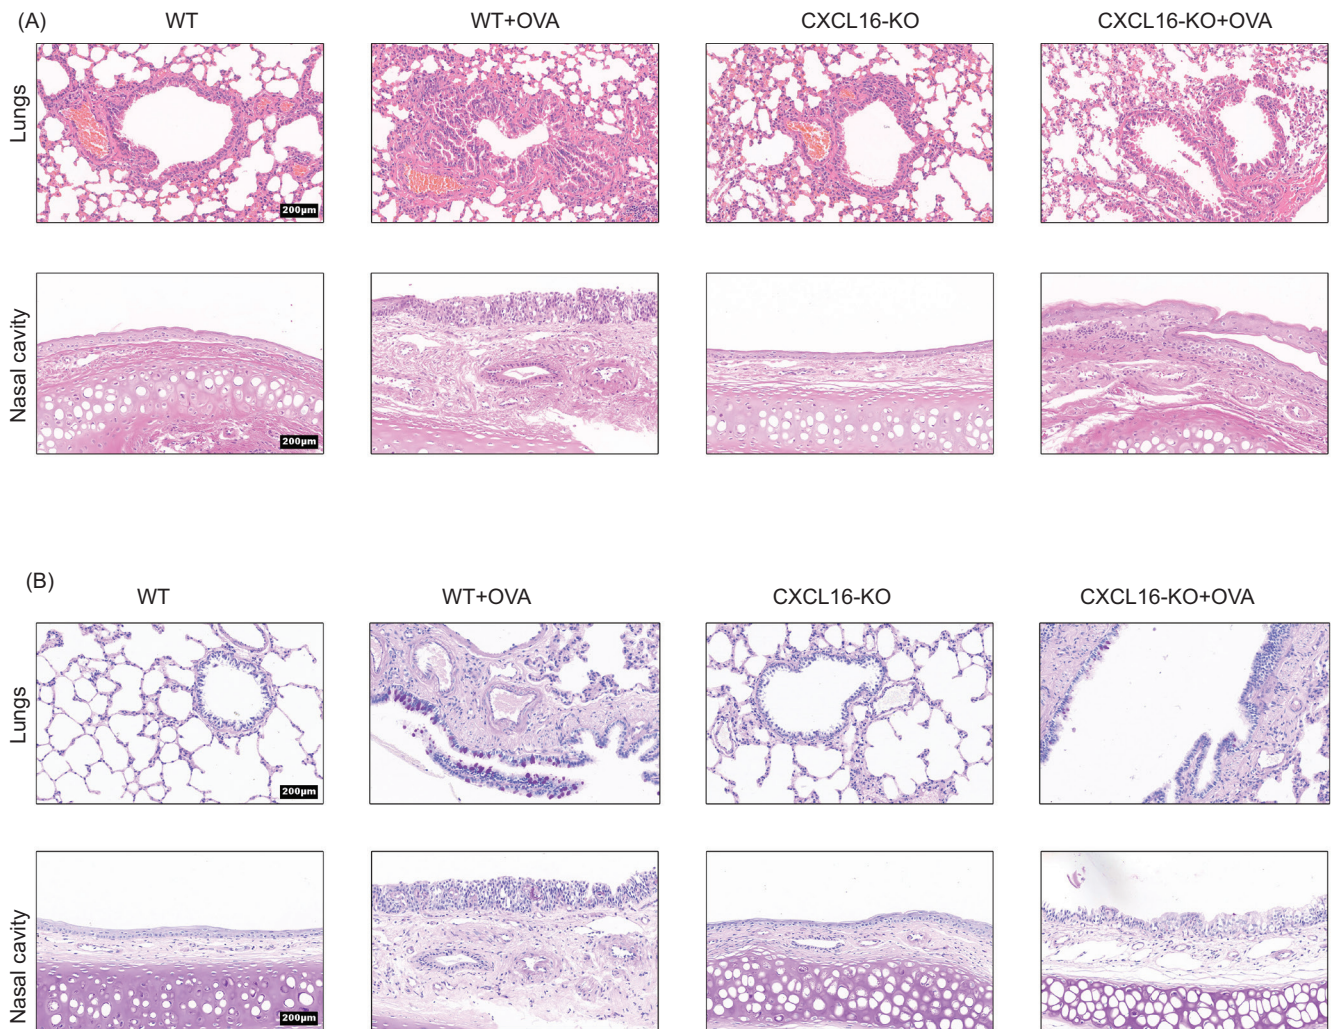 (A)
WT WT+OVA CXCL16-KO CXCL16-KO+OVA
Lungs
200μm
Nasal cavity
200μm
(B)
WT WT+OVA CXCL16-KO CXCL16-KO+OVA
Lungs
200μm
Nasal cavity
200μm